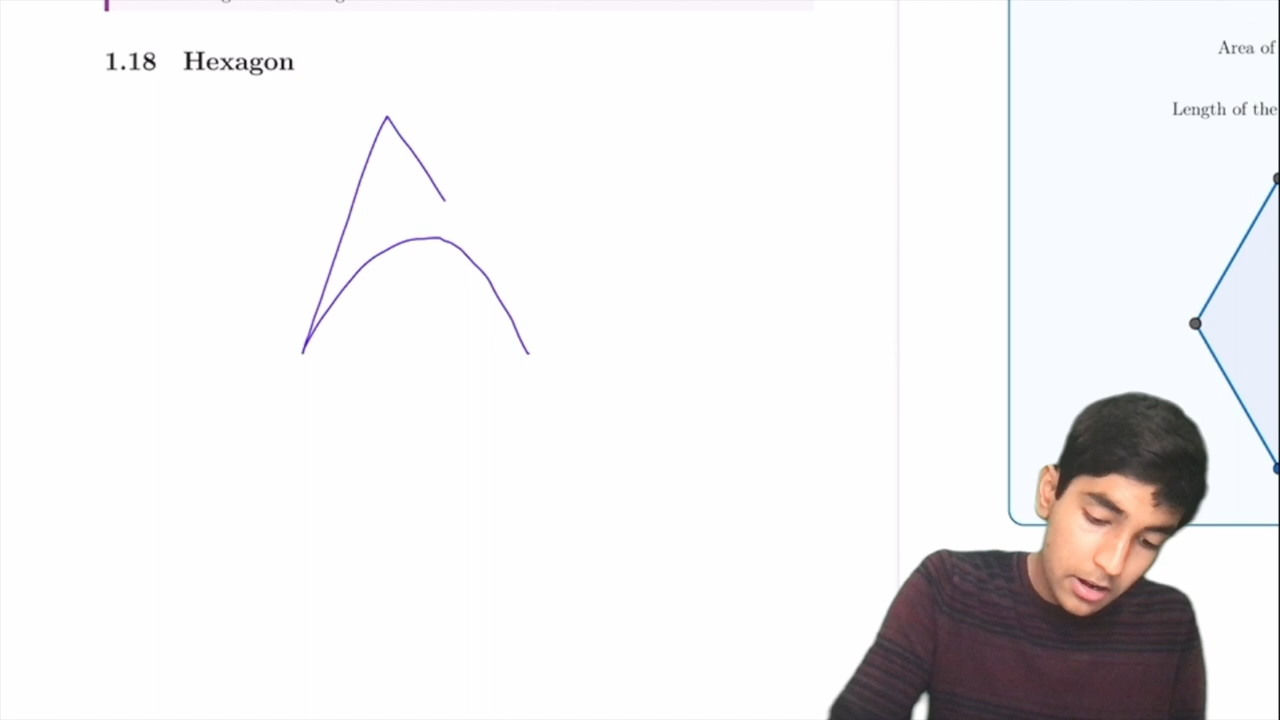 1.18 Hexagon
Area of
Length of the